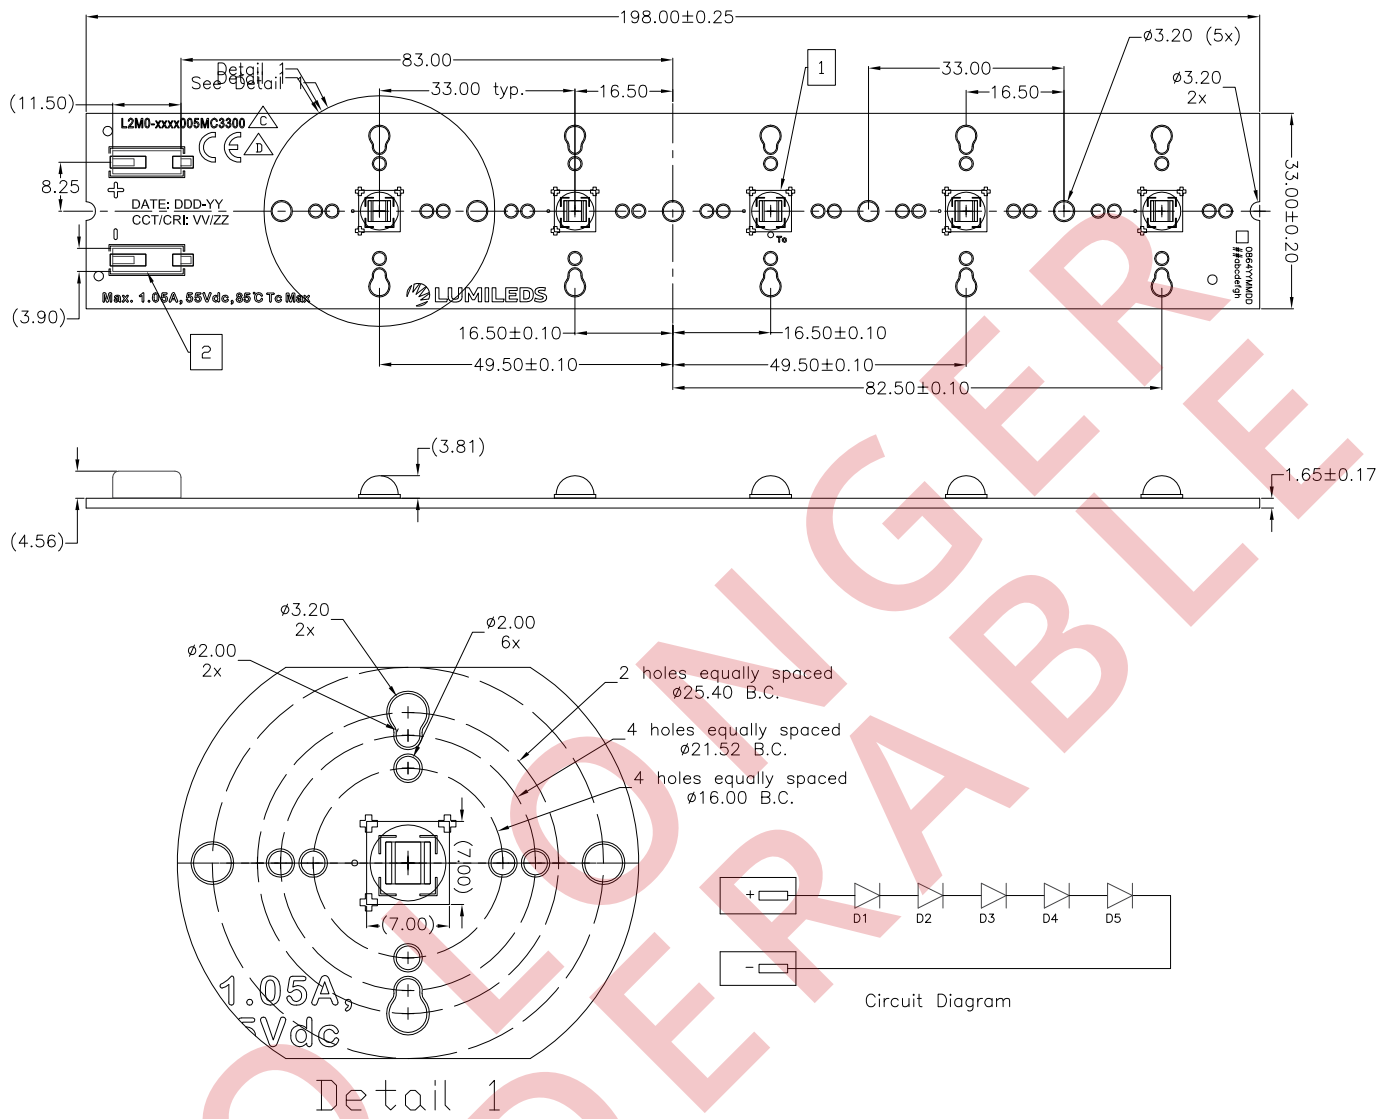 198.00±0.25
ø3.20 (5x)
83.00
Detail 1
See Detail 1
33.00
1
ø3.20
2x
33.00 typ.
16.50
16.50
(11.50)
L2M0-xxxx005MC3300
C
CE
D
8.25
+
DATE: DDD-YY
CCT/CRI: VV/ZZ
33.00±0.20
Tc
D864YYMMDD
##abcdefgh
Max. 1.05A, 55Vdc, 85°C Tc Max
LUMILEDS
(3.90)
2
16.50±0.10
16.50±0.10
49.50±0.10
49.50±0.10
82.50±0.10
(3.81)
1.65±0.17
(4.56)
ø3.20
2x
ø2.00
6x
ø2.00
2x
2 holes equally spaced
ø25.40 B.C.
4 holes equally spaced
ø21.52 B.C.
4 holes equally spaced
ø16.00 B.C.
(7.00)
(7.00)
1.05A,
5Vdc
Detail 1
+
D1 D2 D3 D4 D5
-
Circuit Diagram
O LONGER
DERABLE